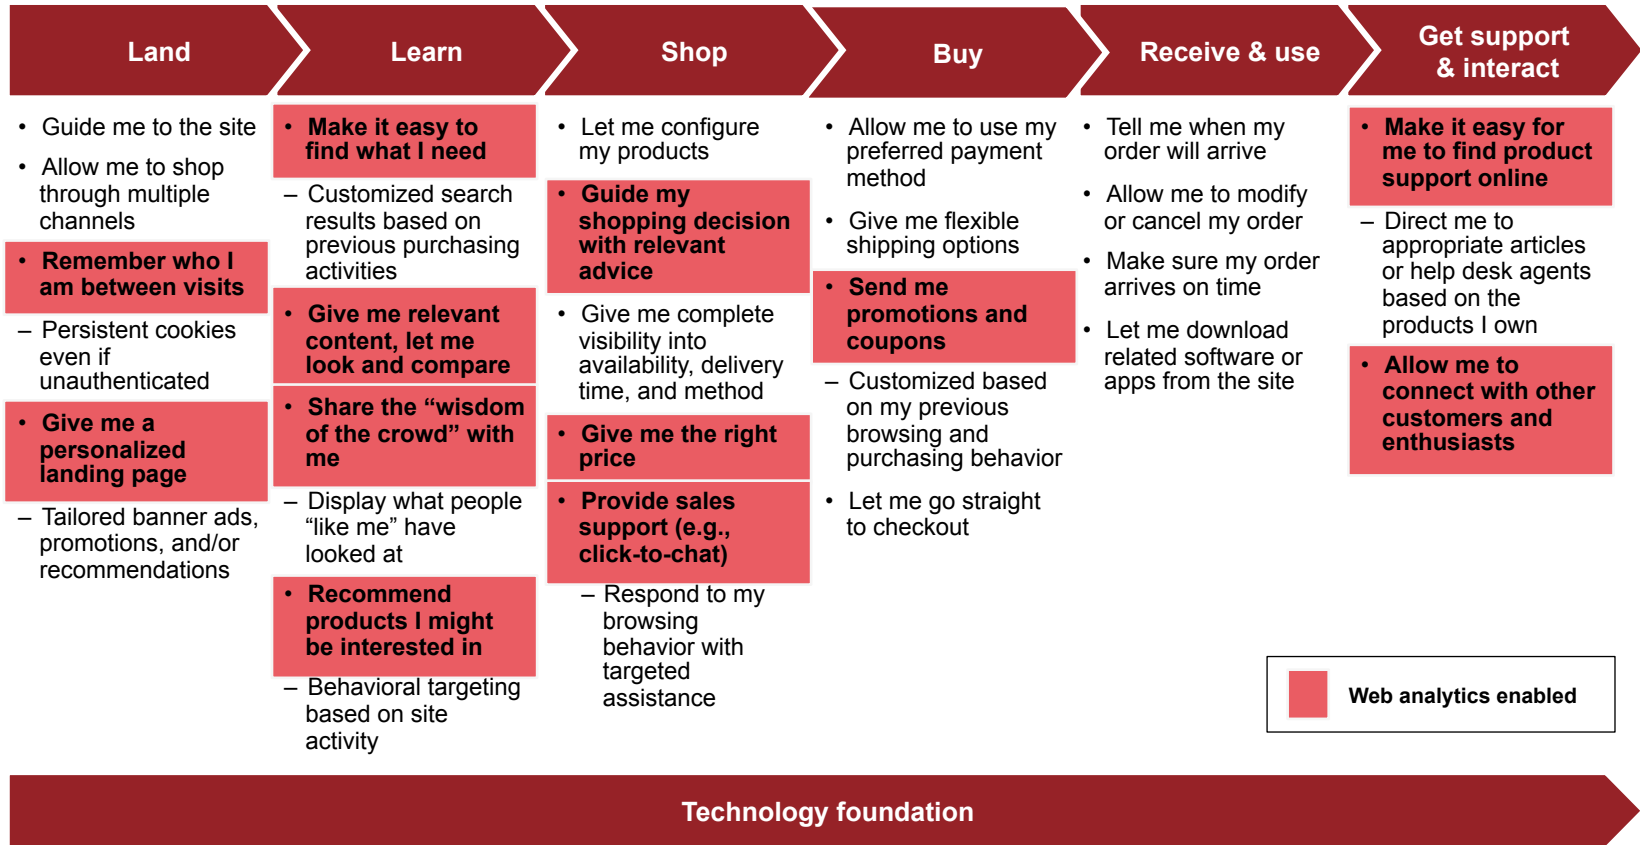 Land
Learn
Shop
Buy
Receive & use
Get support
& interact
• Guide me to the site
• Allow me to shop
through multiple
channels
• Remember who I
am between visits
– Persistent cookies
even if
unauthenticated
• Give me a
personalized
landing page
– Tailored banner ads,
promotions, and/or
recommendations
• Make it easy to
find what I need
– Customized search
results based on
previous purchasing
activities
• Give me relevant
content, let me
look and compare
• Share the “wisdom
of the crowd” with
me
– Display what people
“like me” have
looked at
• Recommend
products I might
be interested in
– Behavioral targeting
based on site
activity
• Let me configure
my products
• Guide my
shopping decision
with relevant
advice
• Give me complete
visibility into
availability, delivery
time, and method
• Give me the right
price
• Provide sales
support (e.g.,
click-to-chat)
– Respond to my
browsing
behavior with
targeted
assistance
• Allow me to use my
preferred payment
method
• Give me flexible
shipping options
• Send me
promotions and
coupons
– Customized based
on my previous
browsing and
purchasing behavior
• Let me go straight
to checkout
• Tell me when my
order will arrive
• Allow me to modify
or cancel my order
• Make sure my order
arrives on time
• Let me download
related software or
apps from the site
• Make it easy for
me to find product
support online
– Direct me to
appropriate articles
or help desk agents
based on the
products I own
• Allow me to
connect with other
customers and
enthusiasts
Web analytics enabled
Technology foundation